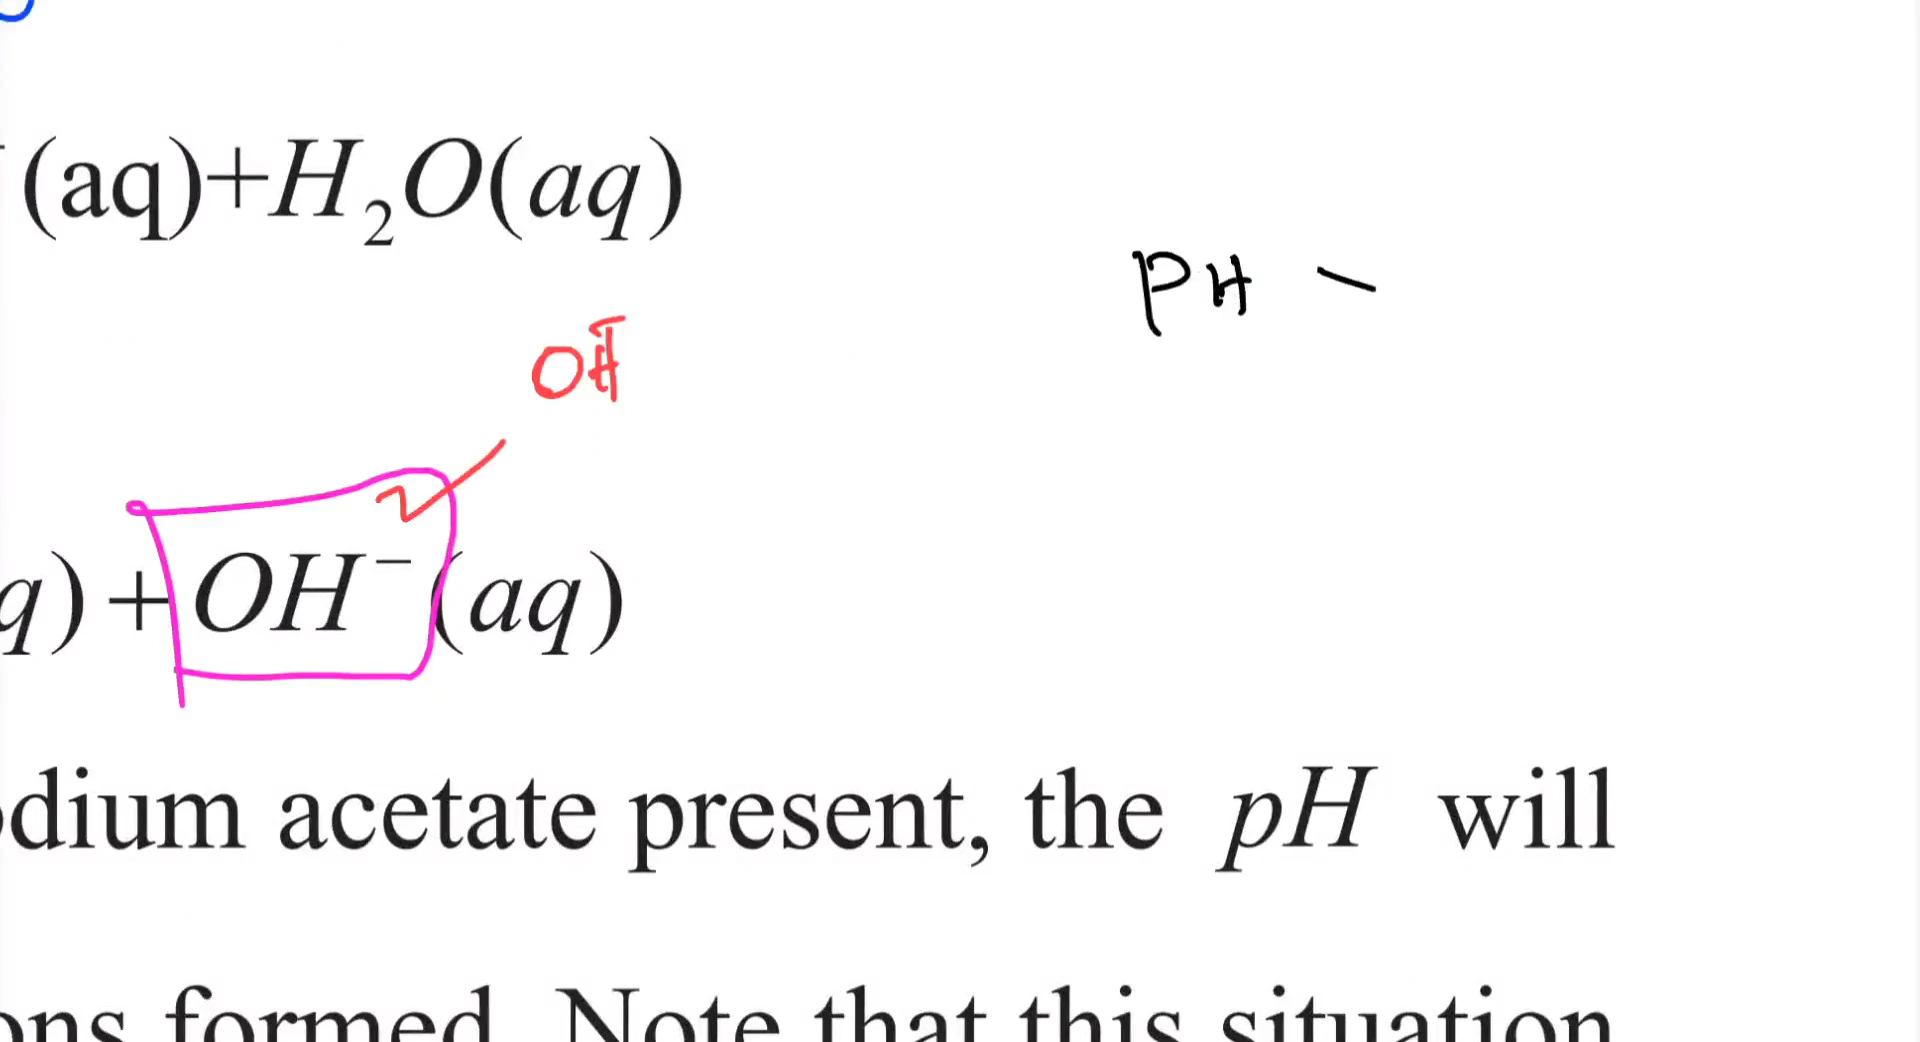 (aq)+H₂O(aq)
PH -
OH̄
q)+OH⁻(aq)
dium acetate present, the pH will
ons formed. Note that this situation